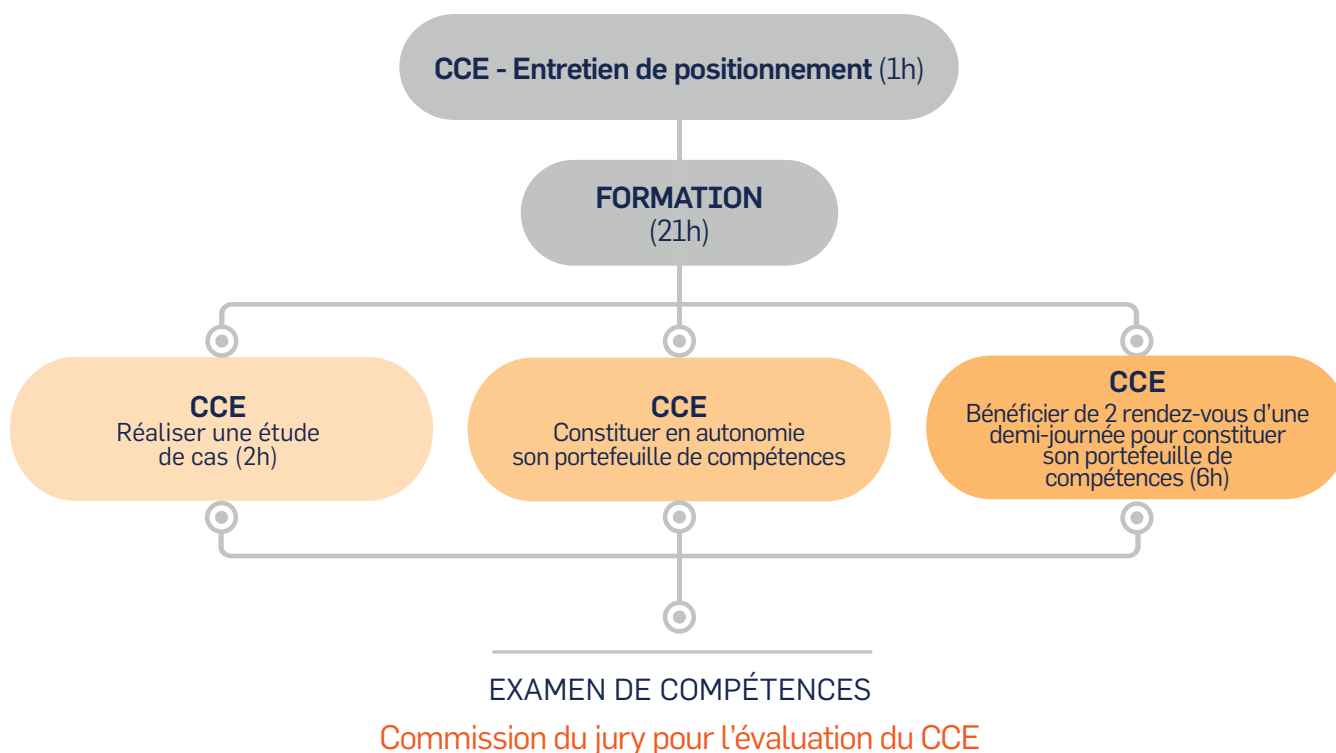 CCE - Entretien de positionnement (1h)
FORMATION
(21h)
CCE
Réaliser une étude
de cas (2h)
CCE
Constituer en autonomie
son portefeuille de compétences
CCE
Bénéficier de 2 rendez-vous d’une
demi-journée pour constituer
son portefeuille de
compétences (6h)
EXAMEN DE COMPÉTENCES
Commission du jury pour l’évaluation du CCE